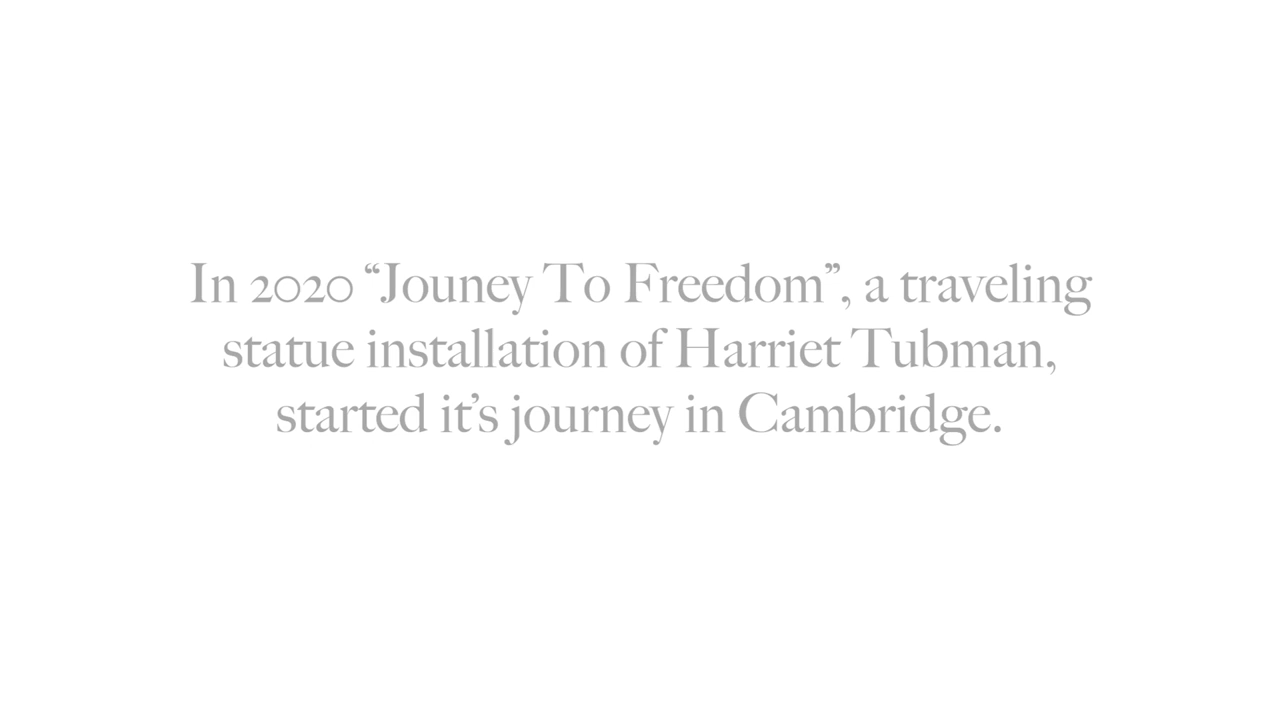 In 2020 “Jouney To Freedom”, a traveling
statue installation of Harriet Tubman,
started it’s journey in Cambridge.